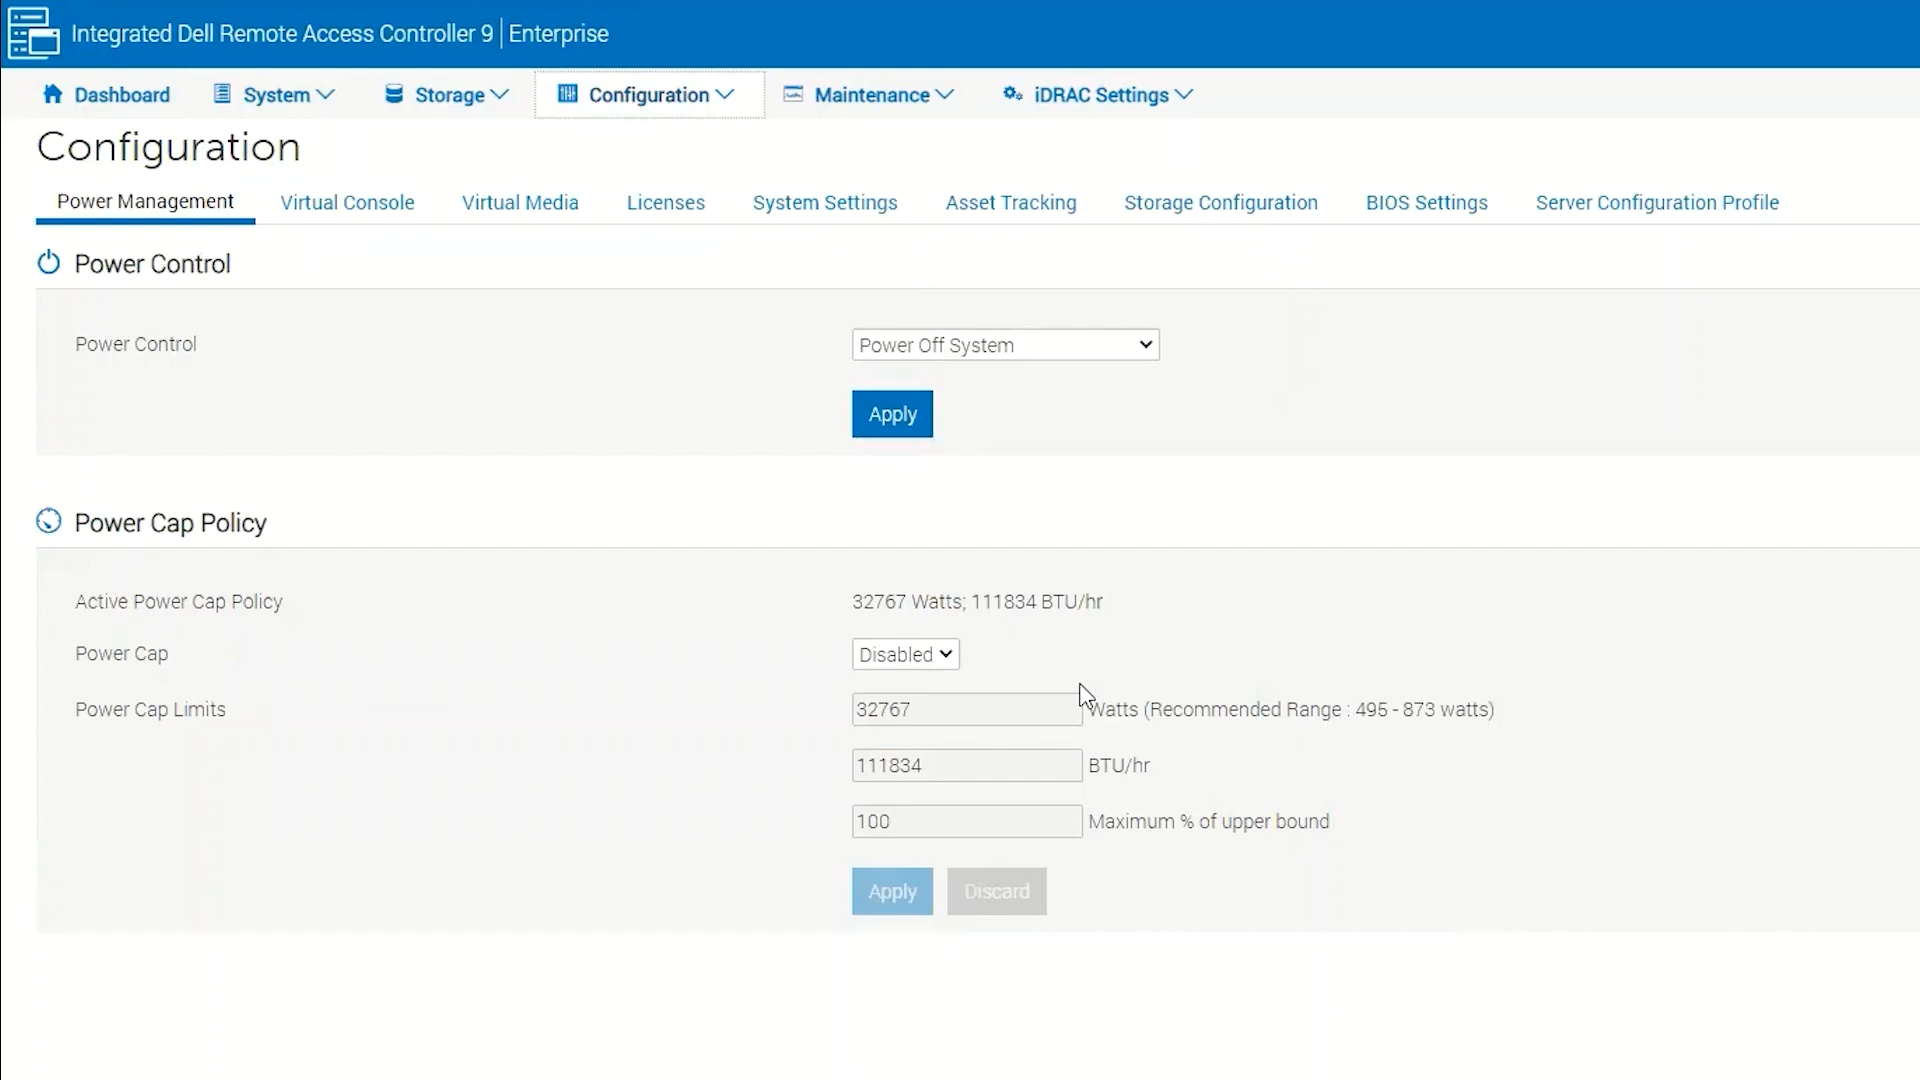 Integrated Dell Remote Access Controller 9 | Enterprise
Dashboard System Storage Configuration Maintenance iDRAC Settings
Configuration
Power Management Virtual Console Virtual Media Licenses System Settings Asset Tracking Storage Configuration BIOS Settings Server Configuration Profile
Power Control
Power Control Power Off System
Apply
Power Cap Policy
Active Power Cap Policy 32767 Watts; 111834 BTU/hr
Power Cap Disabled
Power Cap Limits 32767 Watts (Recommended Range : 495 - 873 watts)
111834 BTU/hr
100 Maximum % of upper bound
Apply Discard